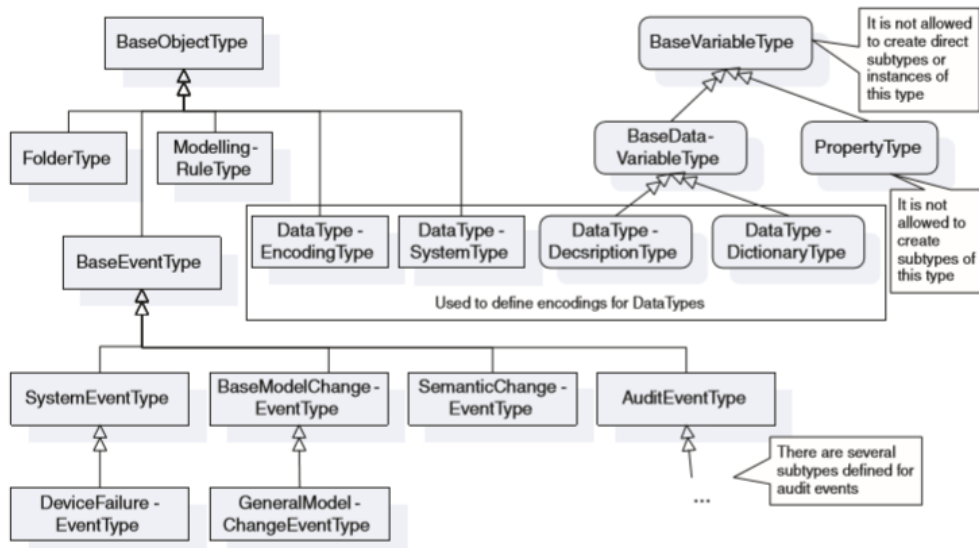 BaseObjectType
BaseVariableType
It is not allowed
to create direct
subtypes or
instances of
this type
FolderType
Modelling-
RuleType
BaseData-
VariableType
PropertyType
It is not
allowed to
create
subtypes of
this type
BaseEventType
DataType -
EncodingType
DataType -
SystemType
DataType -
DecsriptionType
DataType -
DictionaryType
Used to define encodings for DataTypes
SystemEventType
BaseModelChange -
EventType
SemanticChange -
EventType
AuditEventType
There are several
subtypes defined for
audit events
DeviceFailure -
EventType
GeneralModel -
ChangeEventType
...